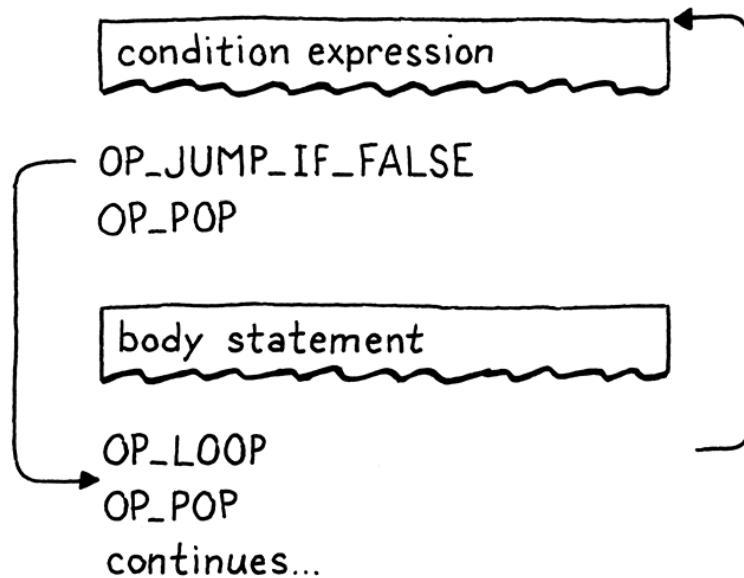 condition expression
OP_JUMP_IF_FALSE
OP_POP
body statement
OP_LOOP
OP_POP
continues...